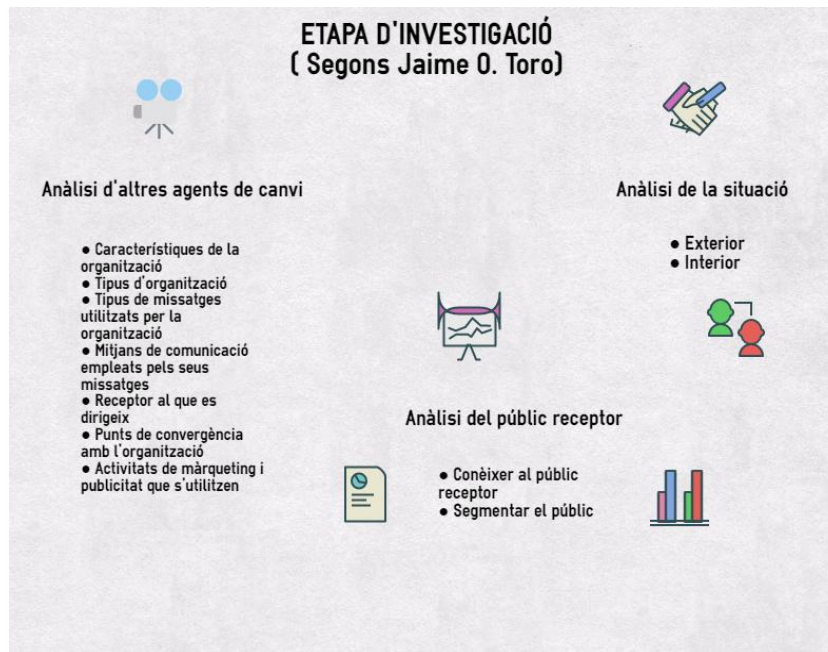 ETAPA D'INVESTIGACIÓ
( Segons Jaime O. Toro)
Anàlisi d'altres agents de canvi
● Característiques de la
organització
● Tipus d'organització
● Tipus de missatges
utilitzats per la
organització
● Mitjans de comunicació
empleats pels seus
missatges
● Receptor al que es
dirigeix
● Punts de convergència
amb l'organització
● Activitats de màrqueting i
publicitat que s'utilitzen
Anàlisi de la situació
● Exterior
● Interior
Anàlisi del públic receptor
● Conèixer al públic
receptor
● Segmentar el públic